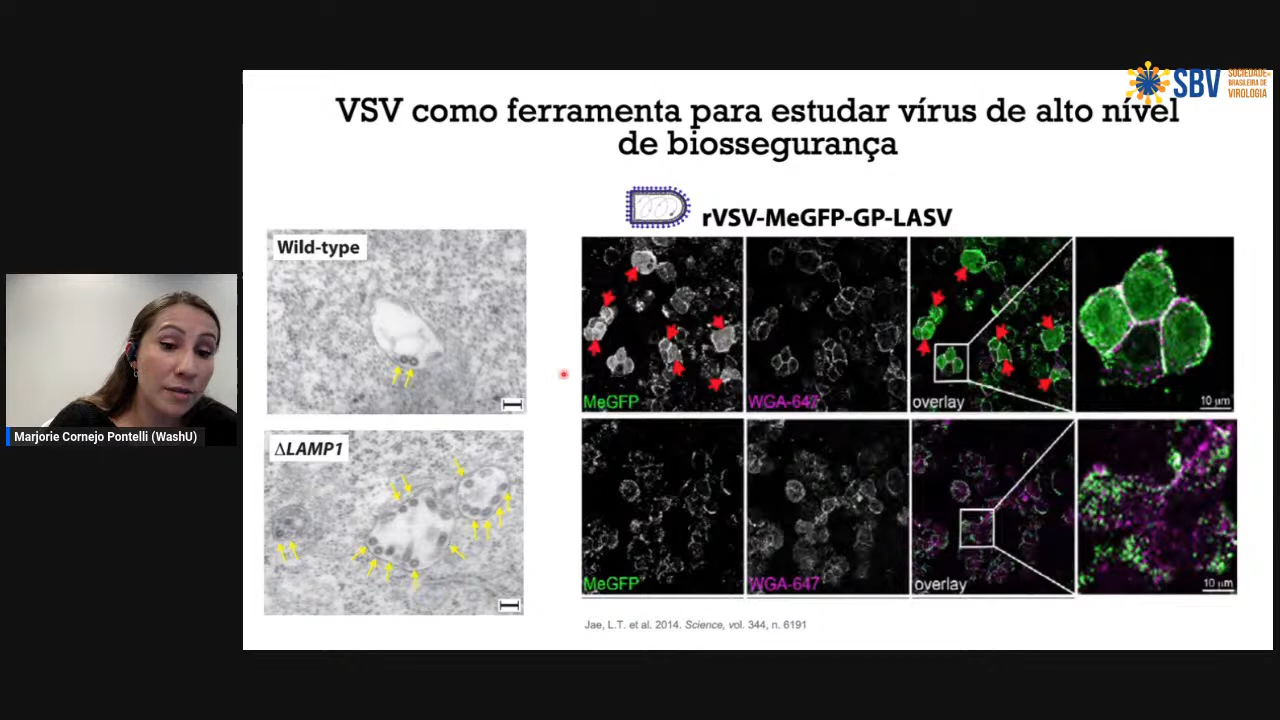 SBV
SOCIEDADE
BRASILEIRA DE
VIROLOGIA
VSV como ferramenta para estudar vírus de alto nível
de biossegurança
rVSV-MeGFP-GP-LASV
Wild-type
MeGFP
WGA-647
overlay
10 µm
Marjorie Cornejo Pontelli (WashU)
ΔLAMP1
MeGFP
WGA-647
overlay
10 µm
Jae, L.T. et al. 2014. Science, vol. 344, n. 6191